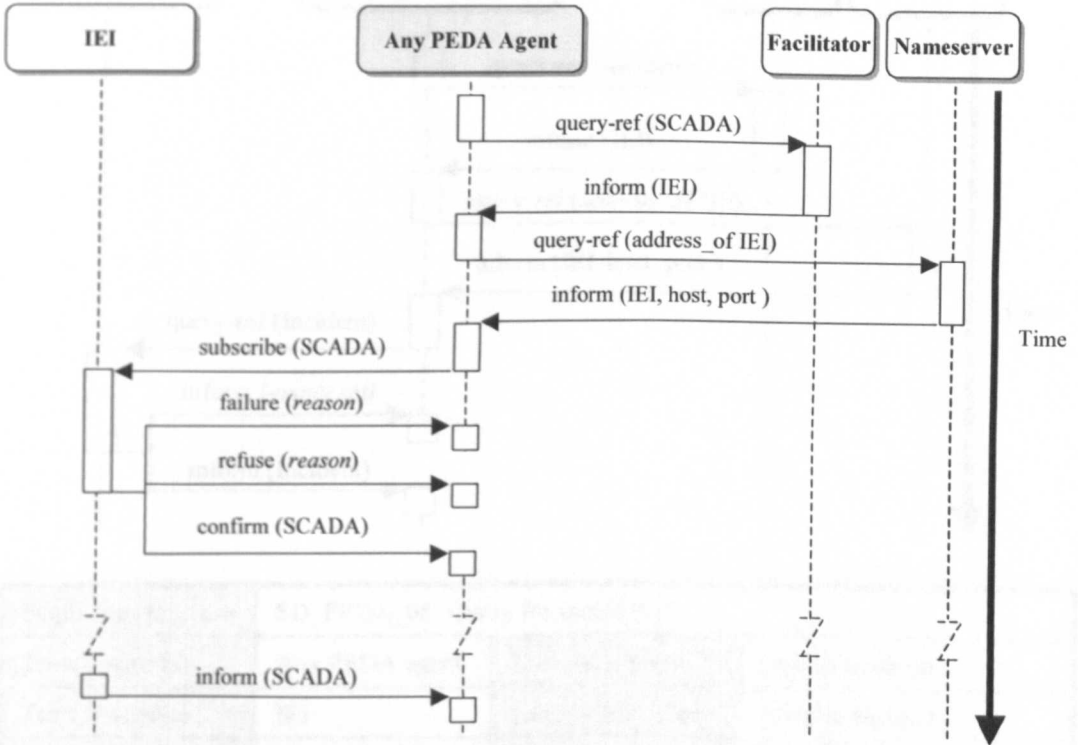 IEI
Any PEDA Agent
Facilitator
Nameserver
query-ref (SCADA)
inform (IEI)
query-ref (address_of IEI)
inform (IEI, host, port )
Time
subscribe (SCADA)
failure (reason)
refuse (reason)
confirm (SCADA)
inform (SCADA)